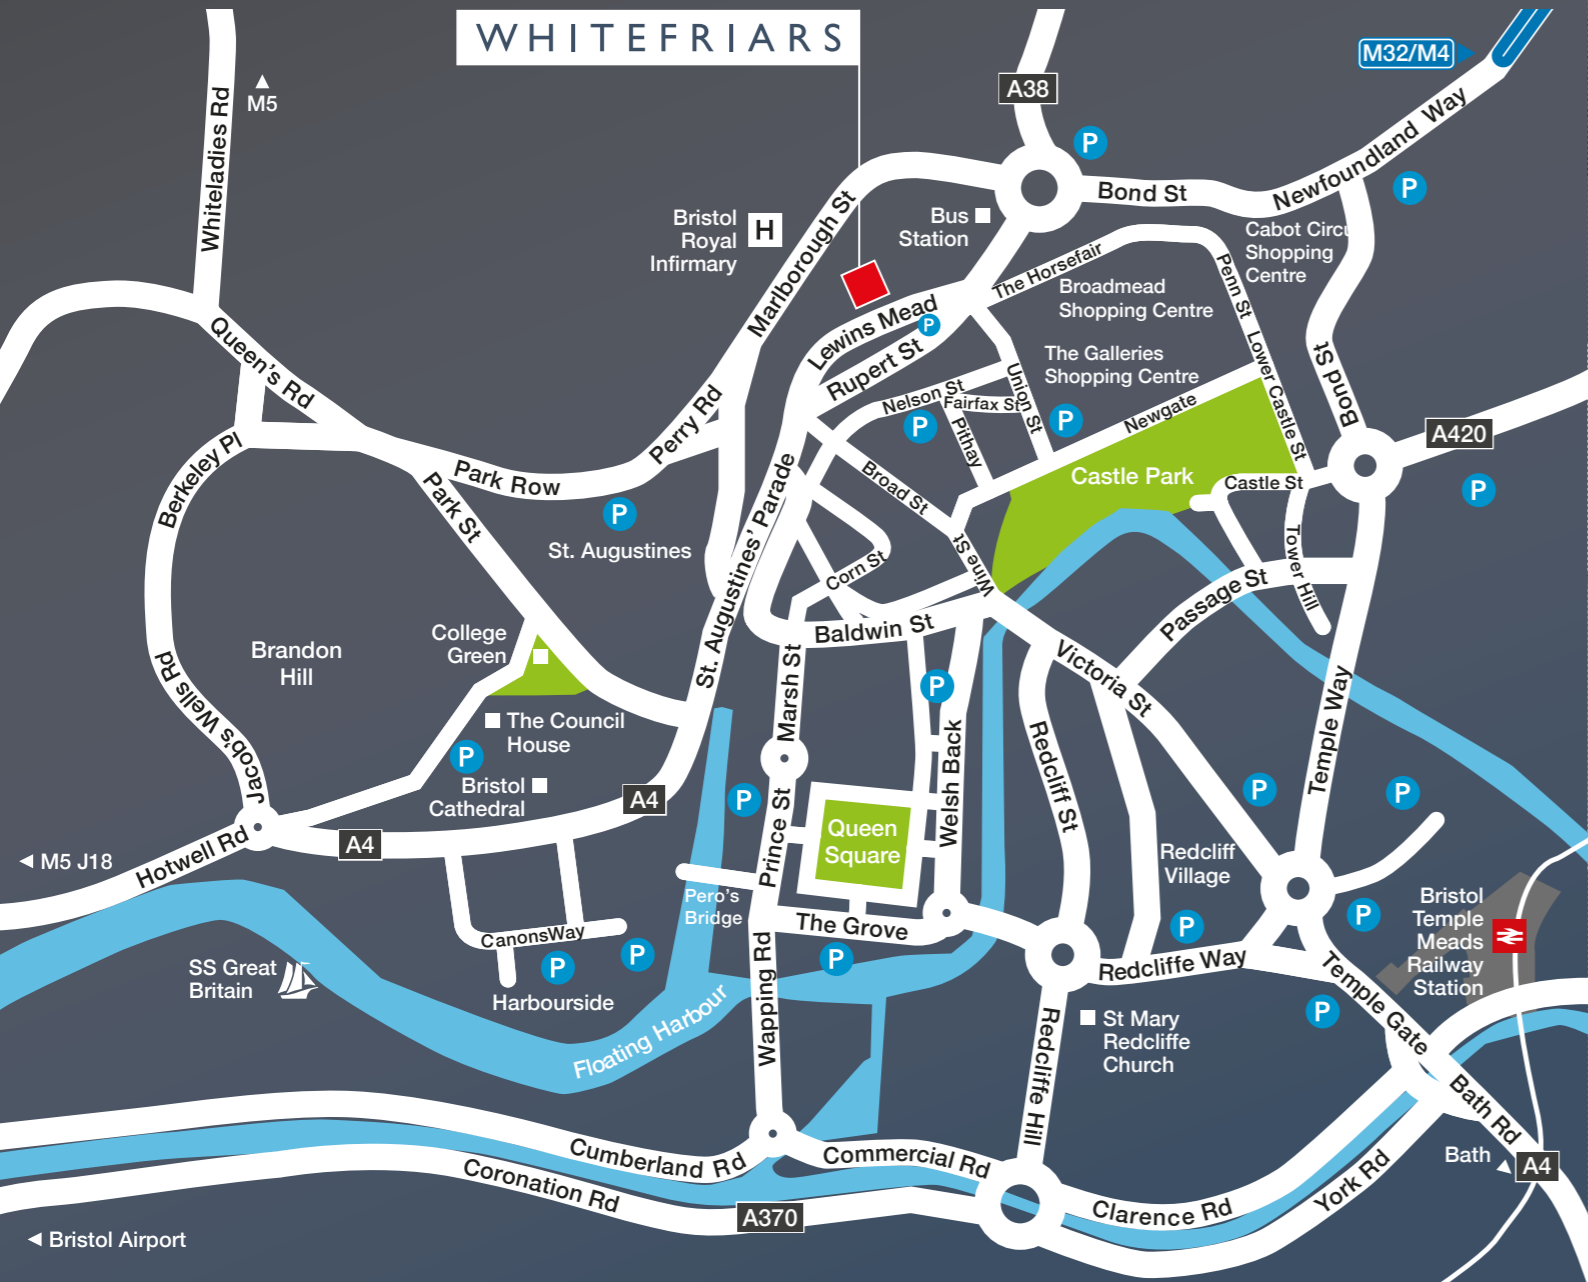 WHITEFRIARS
M32/M4
A38
M5
P
Whiteladies Rd
Newfoundland Way
Bond St
P
Marlborough St
Bristol
Royal
Infirmary
H
Bus
Station
Cabot Circu
Shopping
Centre
The Horsefair
Penn St
Broadmead
Shopping Centre
Lewins Mead
P
Queen's Rd
Rupert St
The Galleries
Shopping Centre
Lower Castle St
Bond St
Nelson St
Fairfax St
Union St
Newgate
P
P
Pithay
A420
Perry Rd
Berkeley Pl
Park Row
Park St
P
St. Augustines
Broad St
Castle Park
Castle St
P
St. Augustines' Parade
Corn St
Wine St
Tower Hill
Passage St
College
Green
Baldwin St
Brandon
Hill
Jacob's Wells Rd
Marsh St
P
Victoria St
Temple Way
The Council
House
P
Bristol
Cathedral
A4
P
Prince St
Queen
Square
Welsh Back
Redcliff St
P
P
A4
Hotwell Rd
M5 J18
Redcliff
Village
Pero's
Bridge
The Grove
P
P
P
Bristol
Temple
Meads
Railway
Station
CanonsWay
P
P
Harbourside
SS Great
Britain
Wapping Rd
Redcliffe Way
Temple Gate
P
Floating Harbour
St Mary
Redcliffe
Church
Redcliffe Hill
Bath Rd
Bath
A4
Cumberland Rd
Commercial Rd
Coronation Rd
A370
Clarence Rd
York Rd
Bristol Airport